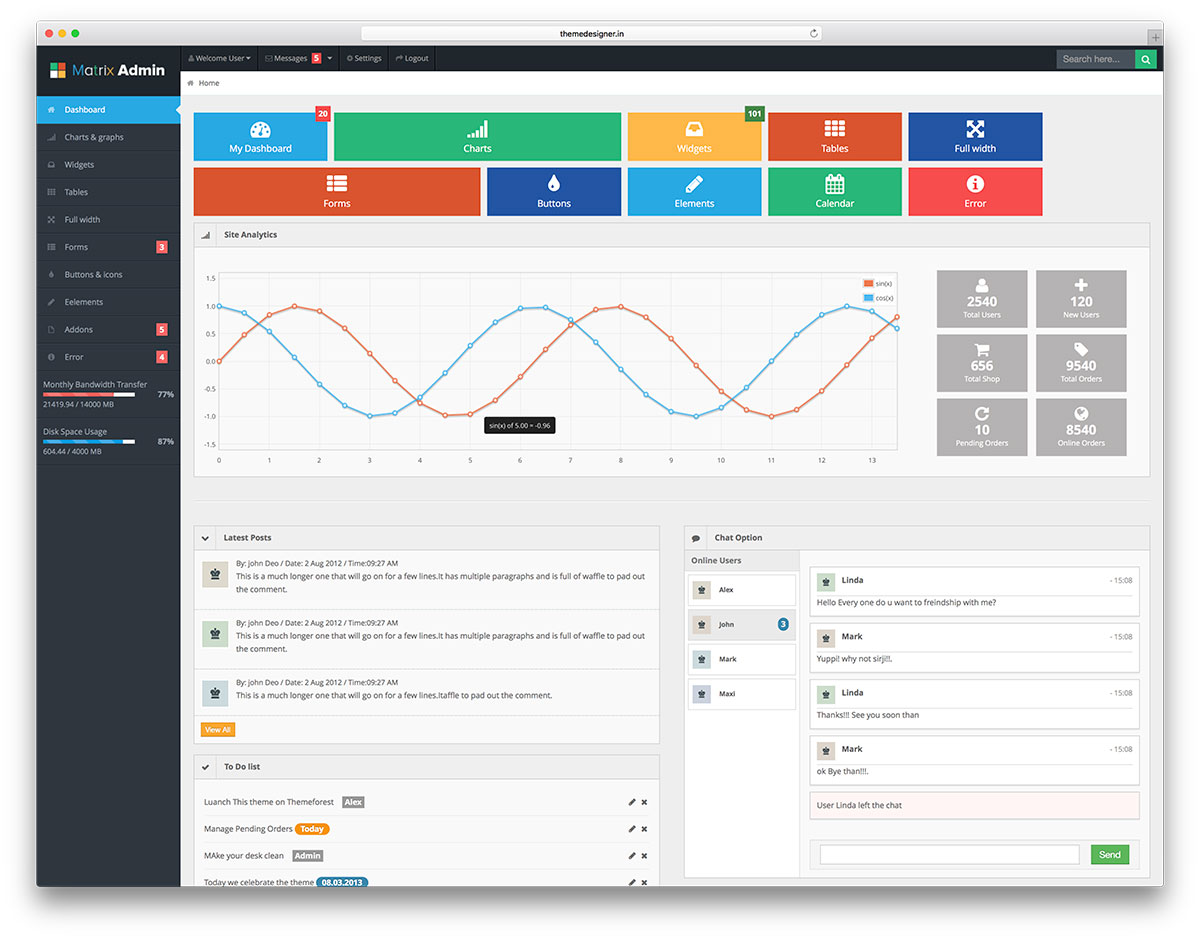 themedesigner.in
Matrix Admin
Welcome User
Messages 5
Settings
Logout
Search here...
Home
Dashboard
Charts & graphs
Widgets
Tables
Full width
Forms 3
Buttons & icons
Eelements
Addons 5
Error 4
Monthly Bandwidth Transfer
77%
21419.94 / 14000 MB
Disk Space Usage
87%
604.44 / 4000 MB
20
My Dashboard
Charts
101
Widgets
Tables
Full width
Forms
Buttons
Elements
Calendar
Error
Site Analytics
1.5
1.0
0.5
0.0
-0.5
-1.0
-1.5
0 1 2 3 4 5 6 7 8 9 10 11 12 13
sin(x)
cos(x)
sin(x) of 5.00 = -0.96
2540
Total Users
120
New Users
656
Total Shop
9540
Total Orders
10
Pending Orders
8540
Online Orders
Latest Posts
By: john Deo / Date: 2 Aug 2012 / Time:09:27 AM
This is a much longer one that will go on for a few lines.It has multiple paragraphs and is full of waffle to pad out
the comment.
By: john Deo / Date: 2 Aug 2012 / Time:09:27 AM
This is a much longer one that will go on for a few lines.It has multiple paragraphs and is full of waffle to pad out
the comment.
By: john Deo / Date: 2 Aug 2012 / Time:09:27 AM
This is a much longer one that will go on for a few lines.Itaffle to pad out the comment.
View All
To Do list
Luanch This theme on Themeforest Alex
Manage Pending Orders Today
MAke your desk clean Admin
Today we celebrate the theme 08.03.2013
Chat Option
Online Users
Alex
John 3
Mark
Maxi
Linda - 15:08
Hello Every one do u want to freindship with me?
Mark - 15:08
Yuppi! why not sirji!!.
Linda - 15:08
Thanks!!! See you soon than
Mark - 15:08
ok Bye than!!!.
User Linda left the chat
Send